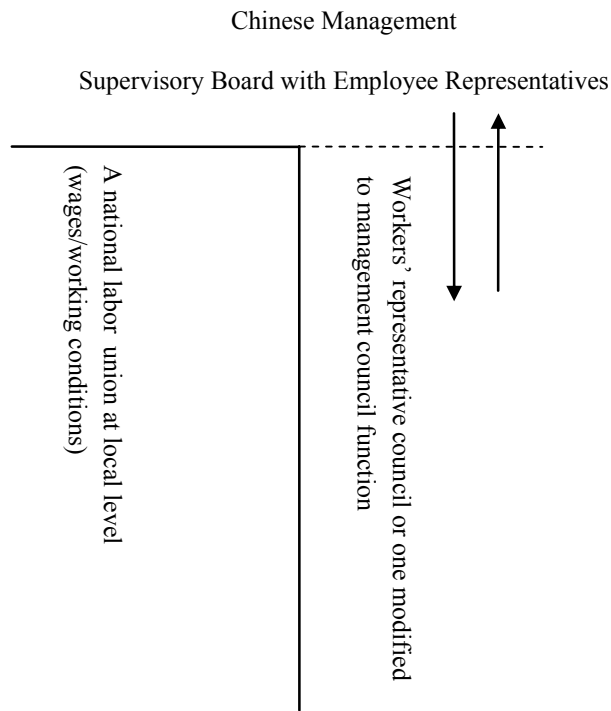 Chinese Management
Supervisory Board with Employee Representatives
A national labor union at local level
(wages/working conditions)
Workers’ representative council or one modified
to management council function